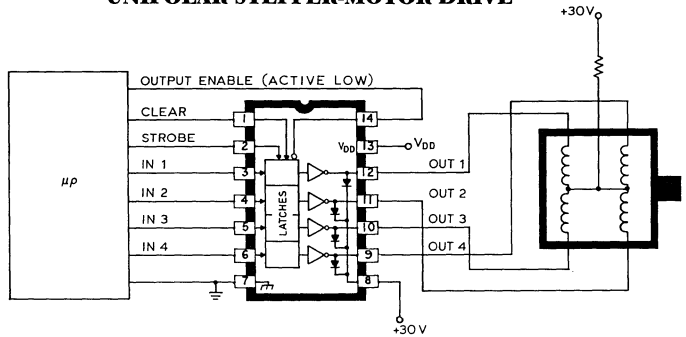 UNIPOLAR STEPPER-MOTOR DRIVE
+30V
OUTPUT ENABLE (ACTIVE LOW)
CLEAR
1
14
STROBE
2
VDD
13
VDD
IN 1
3
12
OUT 1
μp
IN 2
4
LATCHES
11
OUT 2
IN 3
5
10
OUT 3
IN 4
6
9
OUT 4
7
8
+30V